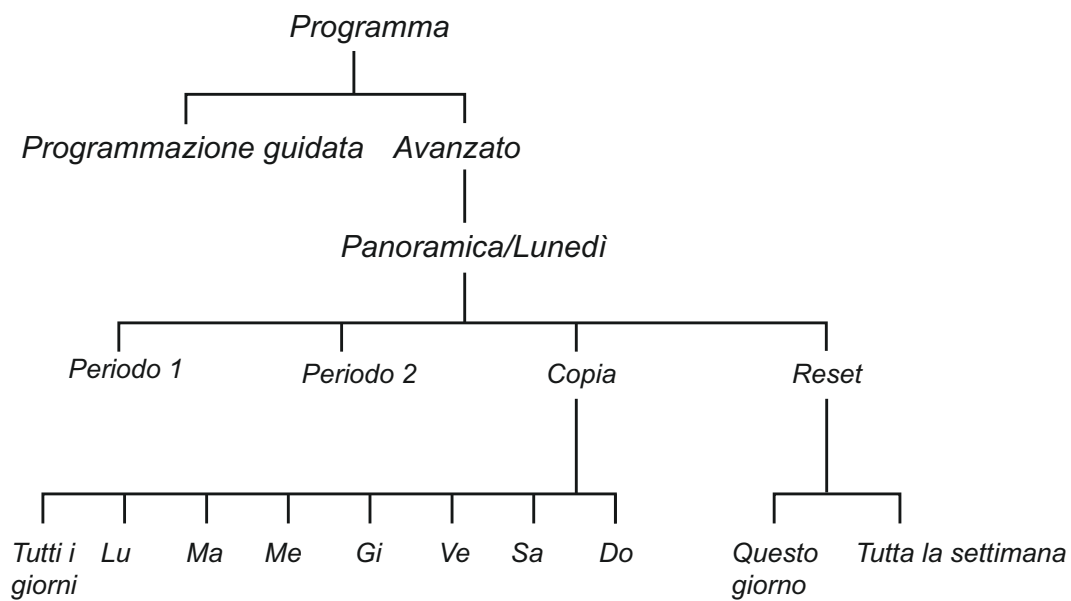 Programma
Programmazione guidata Avanzato
Panoramica/Lunedì
Periodo 1 Periodo 2 Copia Reset
Tutti i giorni Lu Ma Me Gi Ve Sa Do Questo giorno Tutta la settimana